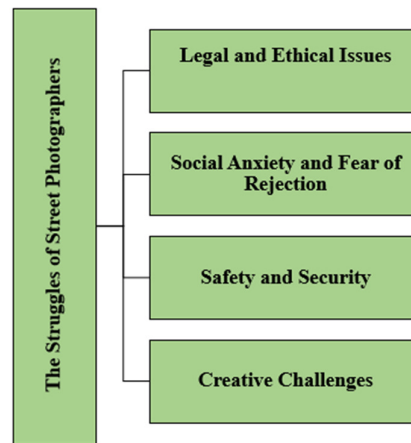 The Struggles of Street Photographers
Legal and Ethical Issues
Social Anxiety and Fear of
Rejection
Safety and Security
Creative Challenges